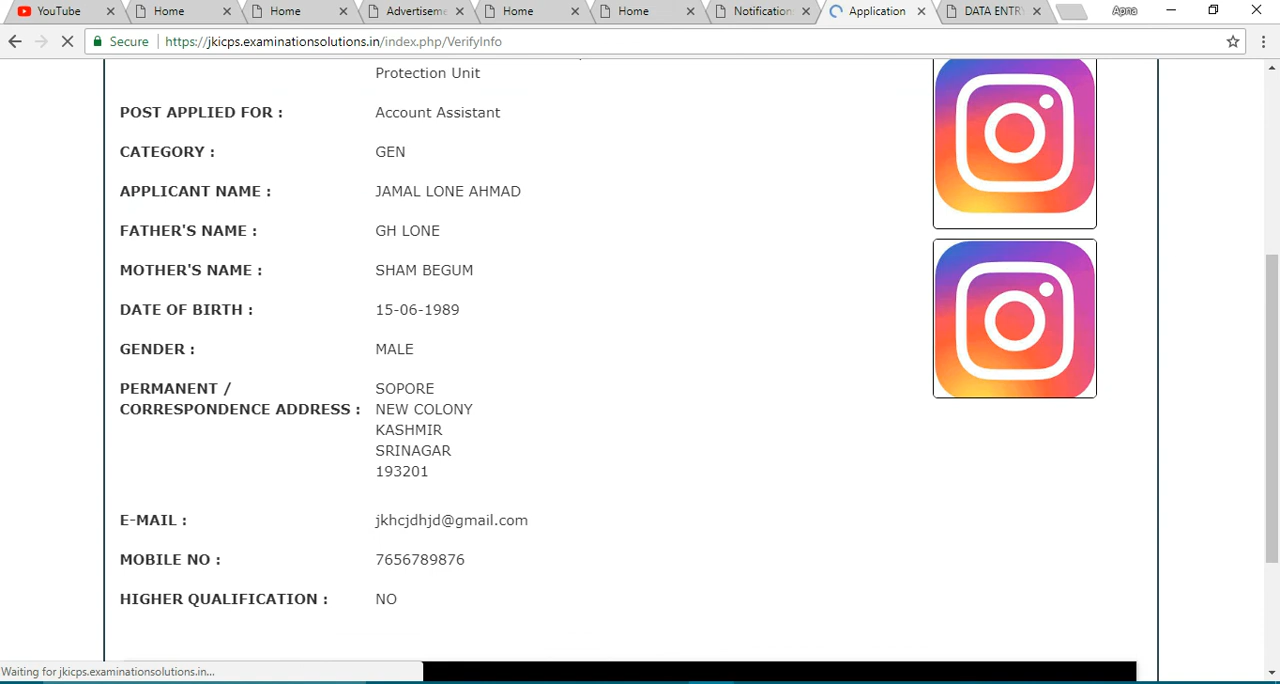 YouTube
Home
Home
Advertisem
Home
Home
Notification
Application
DATA ENTR
Apna
Secure
https://jkicps.examinationsolutions.in/index.php/VerifyInfo
Protection Unit
POST APPLIED FOR : Account Assistant
CATEGORY : GEN
APPLICANT NAME : JAMAL LONE AHMAD
FATHER'S NAME : GH LONE
MOTHER'S NAME : SHAM BEGUM
DATE OF BIRTH : 15-06-1989
GENDER : MALE
PERMANENT / SOPORE
CORRESPONDENCE ADDRESS : NEW COLONY
KASHMIR
SRINAGAR
193201
E-MAIL : jkhcjdhjd@gmail.com
MOBILE NO : 7656789876
HIGHER QUALIFICATION : NO
Waiting for jkicps.examinationsolutions.in...